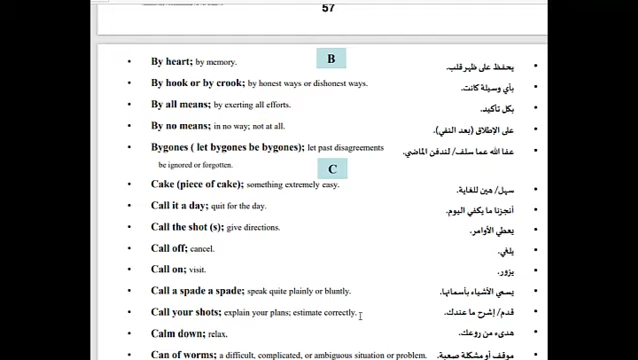 57
B
• By heart; by memory. يحفظ على ظهر قلب. •
• By hook or by crook; by honest ways or dishonest ways. بأي وسيلة كانت. •
• By all means; by exerting all efforts. بكل تأكيد. •
• By no means; in no way; not at all. على الإطلاق (بعد النفي). •
• Bygones ( let bygones be bygones); let past disagreements عفا الله عما سلف/ لندفن الماضي. •
be ignored or forgotten.
C
• Cake (piece of cake); something extremely easy. سهل/ هين للغاية. •
• Call it a day; quit for the day. أنجزنا ما يكفي اليوم. •
• Call the shot (s); give directions. يعطي الأوامر. •
• Call off; cancel. يلغي. •
• Call on; visit. يزور. •
• Call a spade a spade; speak quite plainly or bluntly. يسمي الأشياء بأسمائها. •
• Call your shots; explain your plans; estimate correctly. قدم/ إشرح ما عندك. •
• Calm down; relax. هدىء من روعك. •
• Can of worms; a difficult, complicated, or ambiguous situation or problem. موقف أو مشكلة صعبة. •